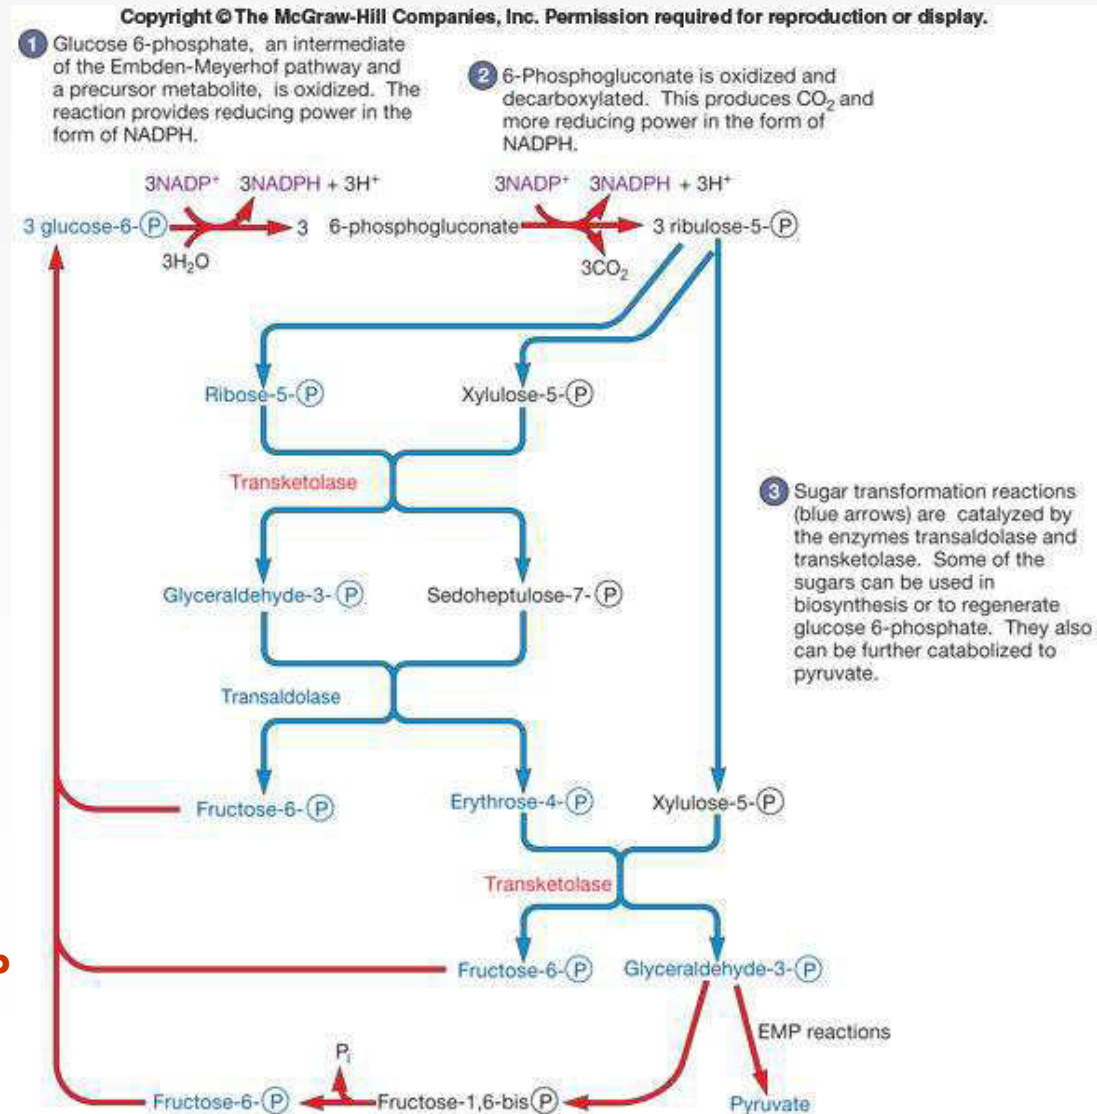 Copyright © The McGraw-Hill Companies, Inc. Permission required for reproduction or display.
1 Glucose 6-phosphate, an intermediate
of the Embden-Meyerhof pathway and
a precursor metabolite, is oxidized. The
reaction provides reducing power in the
form of NADPH.
2 6-Phosphogluconate is oxidized and
decarboxylated. This produces CO₂ and
more reducing power in the form of
NADPH.
3NADP⁺ 3NADPH + 3H⁺
3NADP⁺ 3NADPH + 3H⁺
3 glucose-6-P 3 6-phosphogluconate 3 ribulose-5-P
3H₂O
3CO₂
Ribose-5-P Xylulose-5-P
Transketolase
3 Sugar transformation reactions
(blue arrows) are catalyzed by
the enzymes transaldolase and
transketolase. Some of the
sugars can be used in
biosynthesis or to regenerate
glucose 6-phosphate. They also
can be further catabolized to
pyruvate.
Glyceraldehyde-3-P Sedoheptulose-7-P
Transaldolase
Fructose-6-P Erythrose-4-P Xylulose-5-P
Transketolase
Fructose-6-P Glyceraldehyde-3-P
EMP reactions
Pᵢ
Fructose-6-P Fructose-1,6-bisP Pyruvate